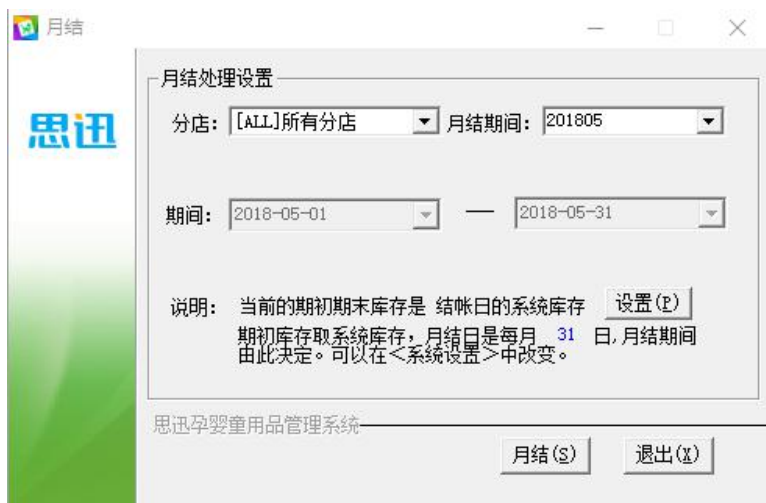 月结
思迅
月结处理设置
分店: [ALL]所有分店 月结期间: 201805
期间: 2018-05-01 — 2018-05-31
说明: 当前的期初期末库存是 结帐日的系统库存 设置(P)
期初库存取系统库存,月结日是每月 31 日,月结期间
由此决定。可以在<系统设置>中改变。
思迅孕婴童用品管理系统
月结(S) 退出(X)